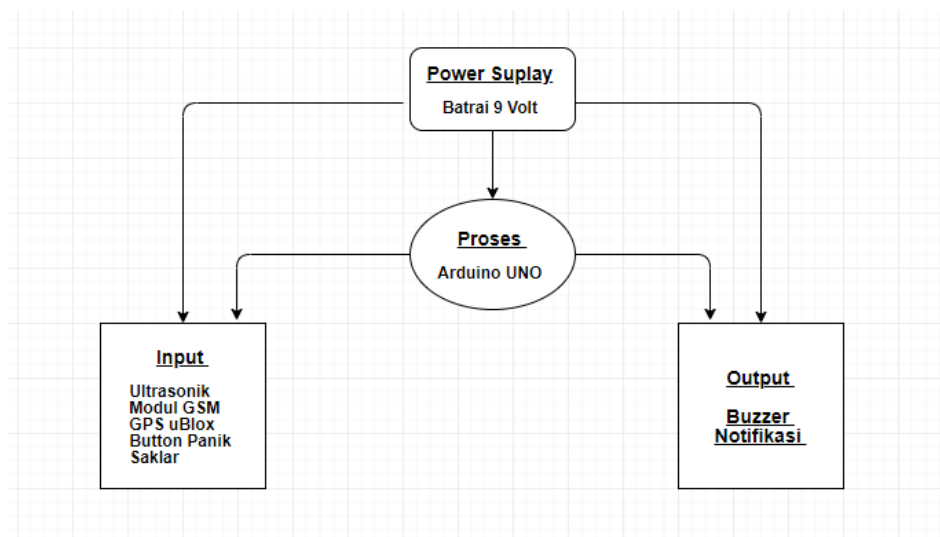 Power Suplay
Batrai 9 Volt
Proses
Arduino UNO
Input
Ultrasonik
Modul GSM
GPS uBlox
Button Panik
Saklar
Output
Buzzer
Notifikasi